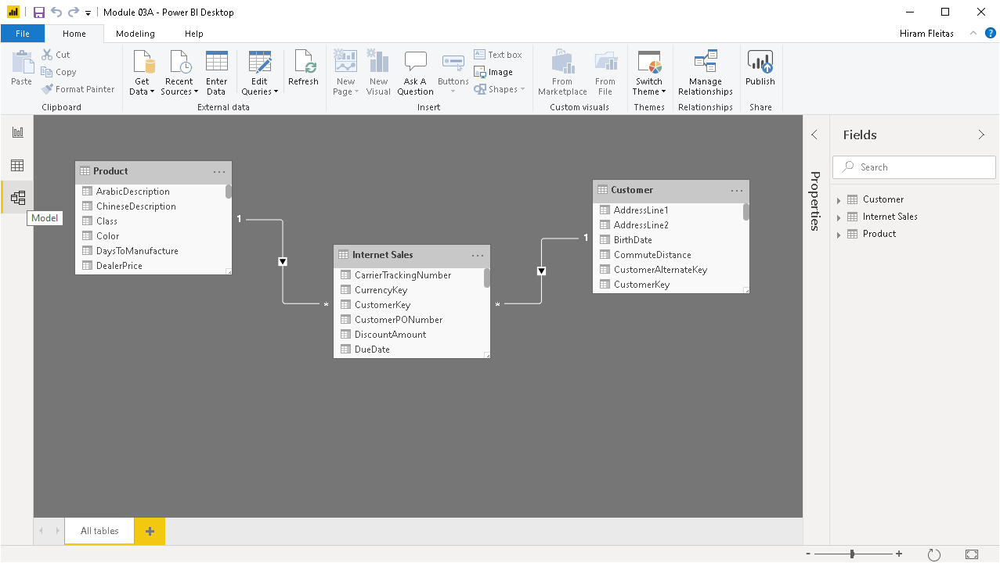 Module 03A - Power BI Desktop
File Home Modeling Help Hiram Fleitas ?
Paste
Cut
Copy
Format Painter
Clipboard
Get Data
Recent Sources
Enter Data
Edit Queries
Refresh
External data
New Page
New Visual
Ask A Question
Buttons
Text box
Image
Shapes
Insert
From Marketplace
From File
Custom visuals
Switch Theme
Themes
Manage Relationships
Relationships
Publish
Share
Model
Product ...
ArabicDescription
ChineseDescription
Class
Color
DaysToManufacture
DealerPrice
1
*
Internet Sales ...
CarrierTrackingNumber
CurrencyKey
CustomerKey
CustomerPONumber
DiscountAmount
DueDate
*
1
Customer ...
AddressLine1
AddressLine2
BirthDate
CommuteDistance
CustomerAlternateKey
CustomerKey
Properties
Fields
Search
Customer
Internet Sales
Product
All tables +
- +